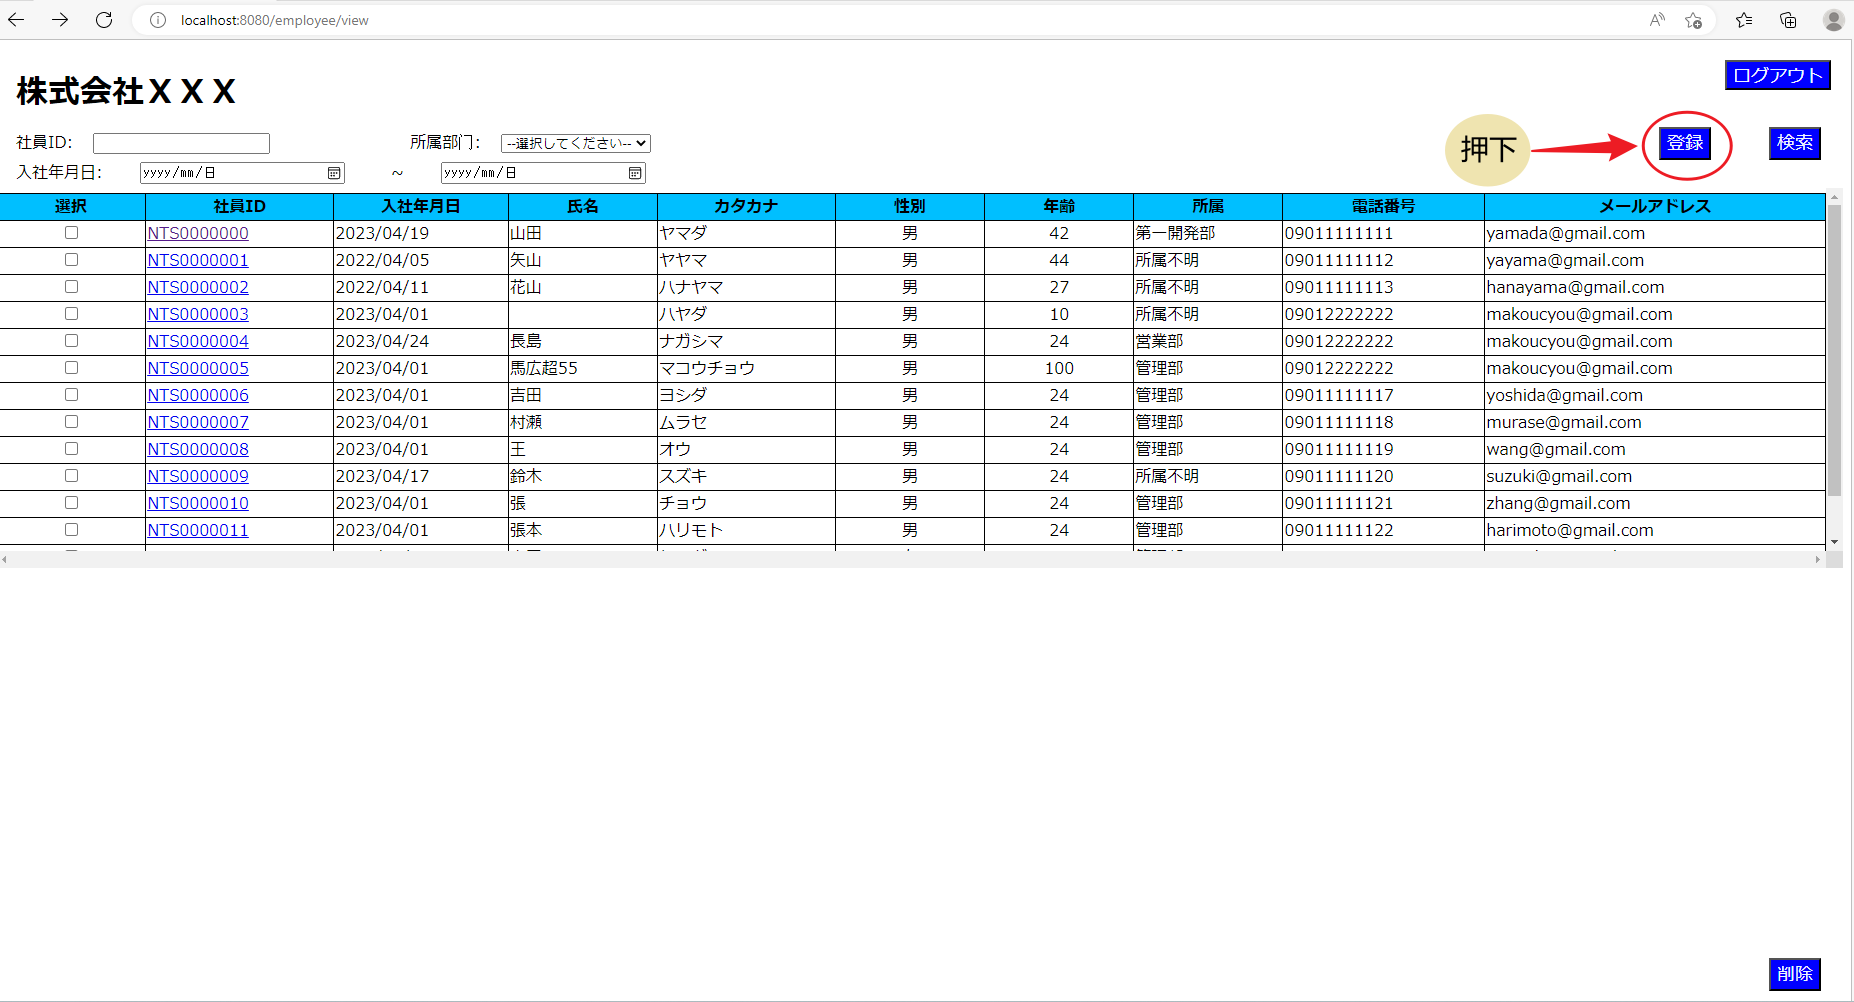 localhost:8080/employee/view
株式会社ＸＸＸ
ログアウト
社員ID：
所属部门：
--選択してください--
押下
登録
検索
入社年月日：
yyyy/mm/日
～
yyyy/mm/日
選択 社員ID 入社年月日 氏名 カタカナ 性別 年齢 所属 電話番号 メールアドレス
NTS0000000 2023/04/19 山田 ヤマダ 男 42 第一開発部 09011111111 yamada@gmail.com
NTS0000001 2022/04/05 矢山 ヤヤマ 男 44 所属不明 09011111112 yayama@gmail.com
NTS0000002 2022/04/11 花山 ハナヤマ 男 27 所属不明 09011111113 hanayama@gmail.com
NTS0000003 2023/04/01 ハヤダ 男 10 所属不明 09012222222 makoucyou@gmail.com
NTS0000004 2023/04/24 長島 ナガシマ 男 24 営業部 09012222222 makoucyou@gmail.com
NTS0000005 2023/04/01 馬広超55 マコウチョウ 男 100 管理部 09012222222 makoucyou@gmail.com
NTS0000006 2023/04/01 吉田 ヨシダ 男 24 管理部 09011111117 yoshida@gmail.com
NTS0000007 2023/04/01 村瀬 ムラセ 男 24 管理部 09011111118 murase@gmail.com
NTS0000008 2023/04/01 王 オウ 男 24 管理部 09011111119 wang@gmail.com
NTS0000009 2023/04/17 鈴木 スズキ 男 24 所属不明 09011111120 suzuki@gmail.com
NTS0000010 2023/04/01 張 チョウ 男 24 管理部 09011111121 zhang@gmail.com
NTS0000011 2023/04/01 張本 ハリモト 男 24 管理部 09011111122 harimoto@gmail.com
削除